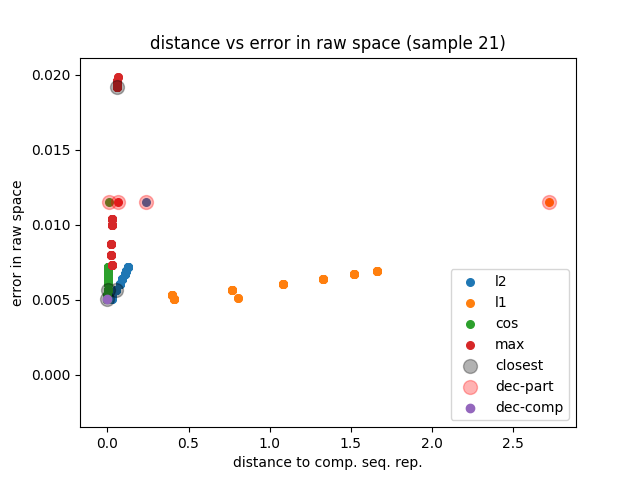 distance vs error in raw space (sample 21)
error in raw space
0.020
0.015
0.010
0.005
0.000
l2
l1
cos
max
closest
dec-part
dec-comp
0.0 0.5 1.0 1.5 2.0 2.5
distance to comp. seq. rep.